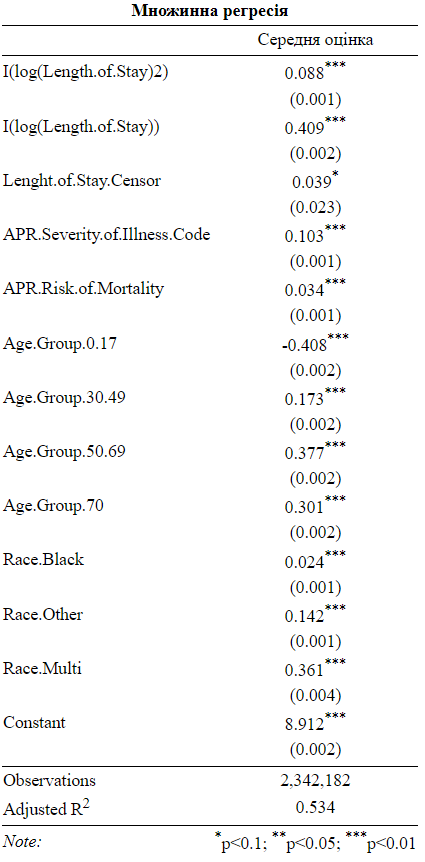 Множинна регресія
Середня оцінка
I(log(Length.of.Stay)2) 0.088***
(0.001)
I(log(Length.of.Stay)) 0.409***
(0.002)
Lenght.of.Stay.Censor 0.039*
(0.023)
APR.Severity.of.Illness.Code 0.103***
(0.001)
APR.Risk.of.Mortality 0.034***
(0.001)
Age.Group.0.17 -0.408***
(0.002)
Age.Group.30.49 0.173***
(0.002)
Age.Group.50.69 0.377***
(0.002)
Age.Group.70 0.301***
(0.002)
Race.Black 0.024***
(0.001)
Race.Other 0.142***
(0.001)
Race.Multi 0.361***
(0.004)
Constant 8.912***
(0.002)
Observations 2,342,182
Adjusted R2 0.534
Note: *p<0.1; **p<0.05; ***p<0.01